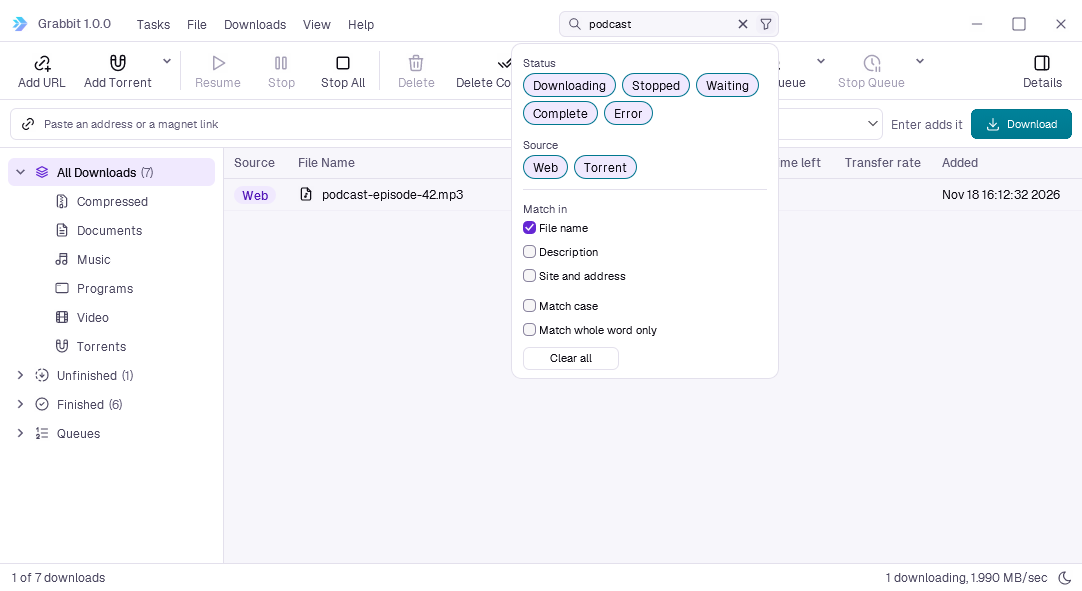 Grabbit 1.0.0 Tasks File Downloads View Help podcast
Add URL Add Torrent Resume Stop Stop All Delete Delete Co ueue Stop Queue Details
Paste an address or a magnet link Enter adds it Download
All Downloads (7)
Compressed
Documents
Music
Programs
Video
Torrents
Unfinished (1)
Finished (6)
Queues
Source File Name me left Transfer rate Added
Web podcast-episode-42.mp3 Nov 18 16:12:32 2026
Status
Downloading Stopped Waiting
Complete Error
Source
Web Torrent
Match in
File name
Description
Site and address
Match case
Match whole word only
Clear all
1 of 7 downloads 1 downloading, 1.990 MB/sec